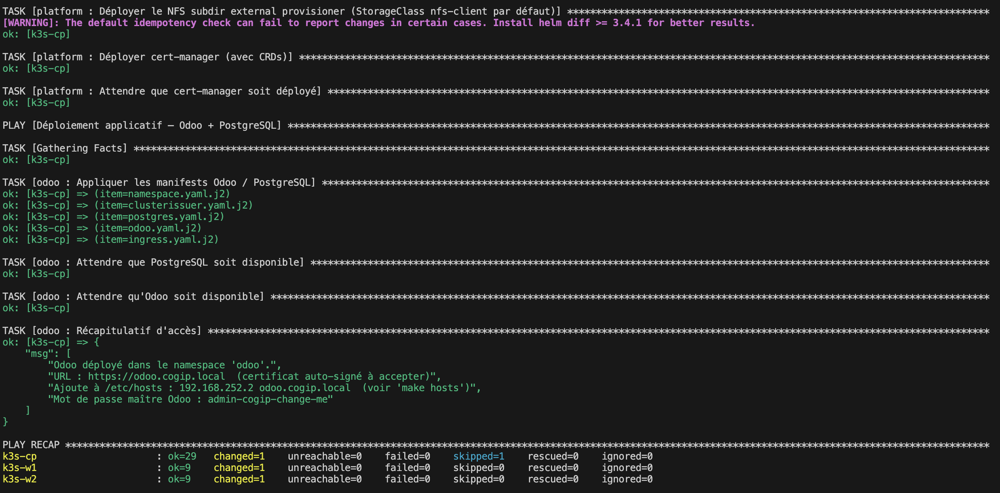 TASK [platform : Déployer le NFS subdir external provisioner (StorageClass nfs-client par défaut)] **************************************************************************
[WARNING]: The default idempotency check can fail to report changes in certain cases. Install helm diff >= 3.4.1 for better results.
ok: [k3s-cp]
TASK [platform : Déployer cert-manager (avec CRDs)] *************************************************************************************************************************
ok: [k3s-cp]
TASK [platform : Attendre que cert-manager soit déployé] ********************************************************************************************************************
ok: [k3s-cp]
PLAY [Déploiement applicatif — Odoo + PostgreSQL] ***************************************************************************************************************************
TASK [Gathering Facts] ******************************************************************************************************************************************************
ok: [k3s-cp]
TASK [odoo : Appliquer les manifests Odoo / PostgreSQL] *********************************************************************************************************************
ok: [k3s-cp] => (item=namespace.yaml.j2)
ok: [k3s-cp] => (item=clusterissuer.yaml.j2)
ok: [k3s-cp] => (item=postgres.yaml.j2)
ok: [k3s-cp] => (item=odoo.yaml.j2)
ok: [k3s-cp] => (item=ingress.yaml.j2)
TASK [odoo : Attendre que PostgreSQL soit disponible] ***********************************************************************************************************************
ok: [k3s-cp]
TASK [odoo : Attendre qu'Odoo soit disponible] ******************************************************************************************************************************
ok: [k3s-cp]
TASK [odoo : Récapitulatif d'accès] *****************************************************************************************************************************************
ok: [k3s-cp] => {
    "msg": [
        "Odoo déployé dans le namespace 'odoo'.",
        "URL : https://odoo.cogip.local  (certificat auto-signé à accepter)",
        "Ajoute à /etc/hosts : 192.168.252.2 odoo.cogip.local  (voir 'make hosts')",
        "Mot de passe maître Odoo : admin-cogip-change-me"
    ]
}
PLAY RECAP ******************************************************************************************************************************************************************
k3s-cp                     : ok=29   changed=1    unreachable=0    failed=0    skipped=1    rescued=0    ignored=0
k3s-w1                     : ok=9    changed=1    unreachable=0    failed=0    skipped=0    rescued=0    ignored=0
k3s-w2                     : ok=9    changed=1    unreachable=0    failed=0    skipped=0    rescued=0    ignored=0